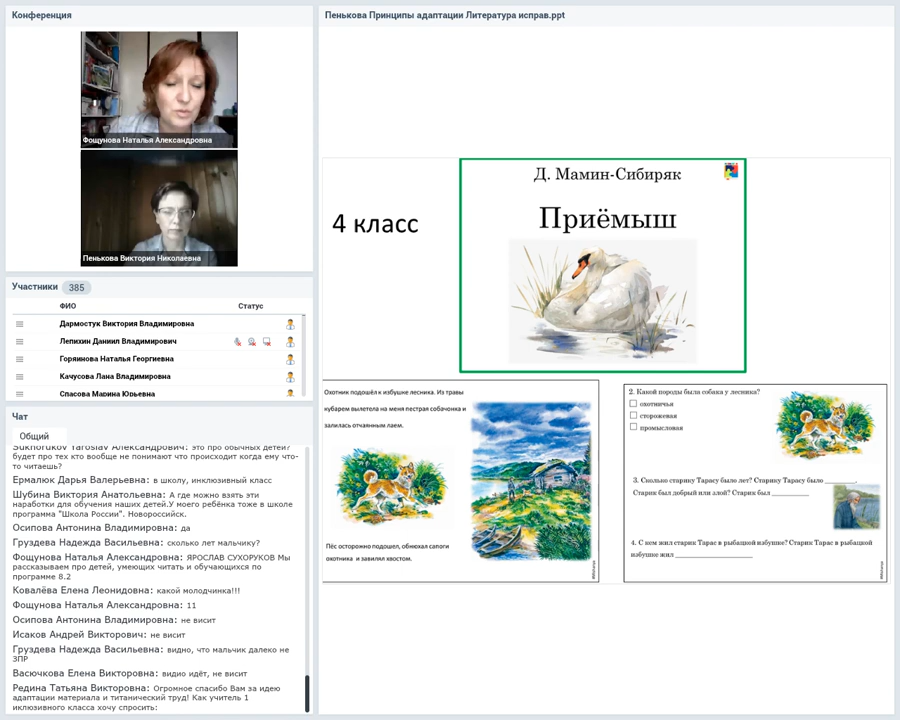 Конференция
Фощунова Наталья Александровна
Пенькова Виктория Николаевна
Участники 385
ФИО Статус
Дармостук Виктория Владимировна
Лепихин Даниил Владимирович
Горяинова Наталья Георгиевна
Качусова Лана Владимировна
Спасова Марина Юрьевна
Чат
Общий
Sukhorukov Yaroslav Александрович: это про обычных детей?
будет про тех кто вообще не понимают что происходит когда ему что-
то читаешь?
Ермалюк Дарья Валерьевна: в школу, инклюзивный класс
Шубина Виктория Анатольевна: А где можно взять эти
наработки для обучения наших детей.У моего ребёнка тоже в школе
программа "Школа России". Новороссийск.
Осипова Антонина Владимировна: да
Груздева Надежда Васильевна: сколько лет мальчику?
Фощунова Наталья Александровна: ЯРОСЛАВ СУХОРУКОВ Мы
рассказываем про детей, умеющих читать и обучающихся по
программе 8.2
Ковалёва Елена Леонидовна: какой молодчинка!!!
Фощунова Наталья Александровна: 11
Осипова Антонина Владимировна: не висит
Исаков Андрей Викторович: не висит
Груздева Надежда Васильевна: видно, что мальчик далеко не
ЗПР
Васючкова Елена Викторовна: видио идёт, не висит
Редина Татьяна Викторовна: Огромное спасибо Вам за идею
адаптации материала и титанический труд! Как учитель 1
иклюзивного класса хочу спросить:
Пенькова Принципы адаптации Литература исправ.ppt
4 класс
Д. Мамин-Сибиряк
Приёмыш
Охотник подошёл к избушке лесника. Из травы
кубарем вылетела на меня пестрая собачонка и
залилась отчаянным лаем.
Пёс осторожно подошел, обнюхал сапоги
охотника и завилял хвостом.
2. Какой породы была собака у лесника?
охотничья
сторожевая
промысловая
3. Сколько старику Тарасу было лет? Старику Тарасу было ________.
Старик был добрый или злой? Старик был _________
4. С кем жил старик Тарас в рыбацкой избушке? Старик Тарас в рыбацкой
избушке жил ___________________